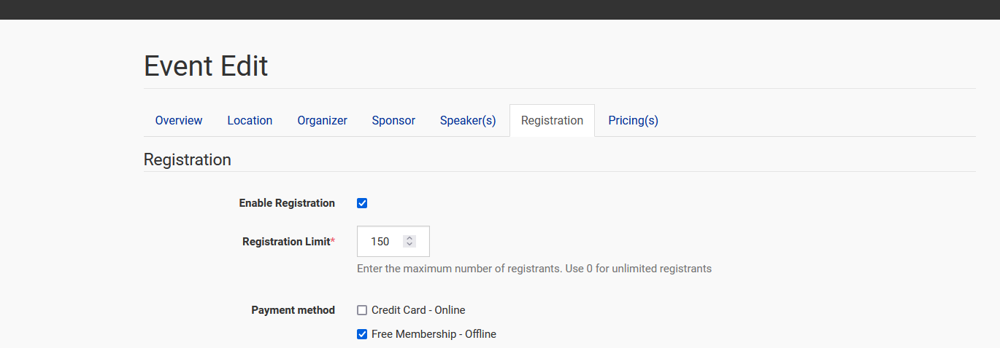 Event Edit
Overview Location Organizer Sponsor Speaker(s) Registration Pricing(s)
Registration
Enable Registration
Registration Limit* 150
Enter the maximum number of registrants. Use 0 for unlimited registrants
Payment method Credit Card - Online
Free Membership - Offline